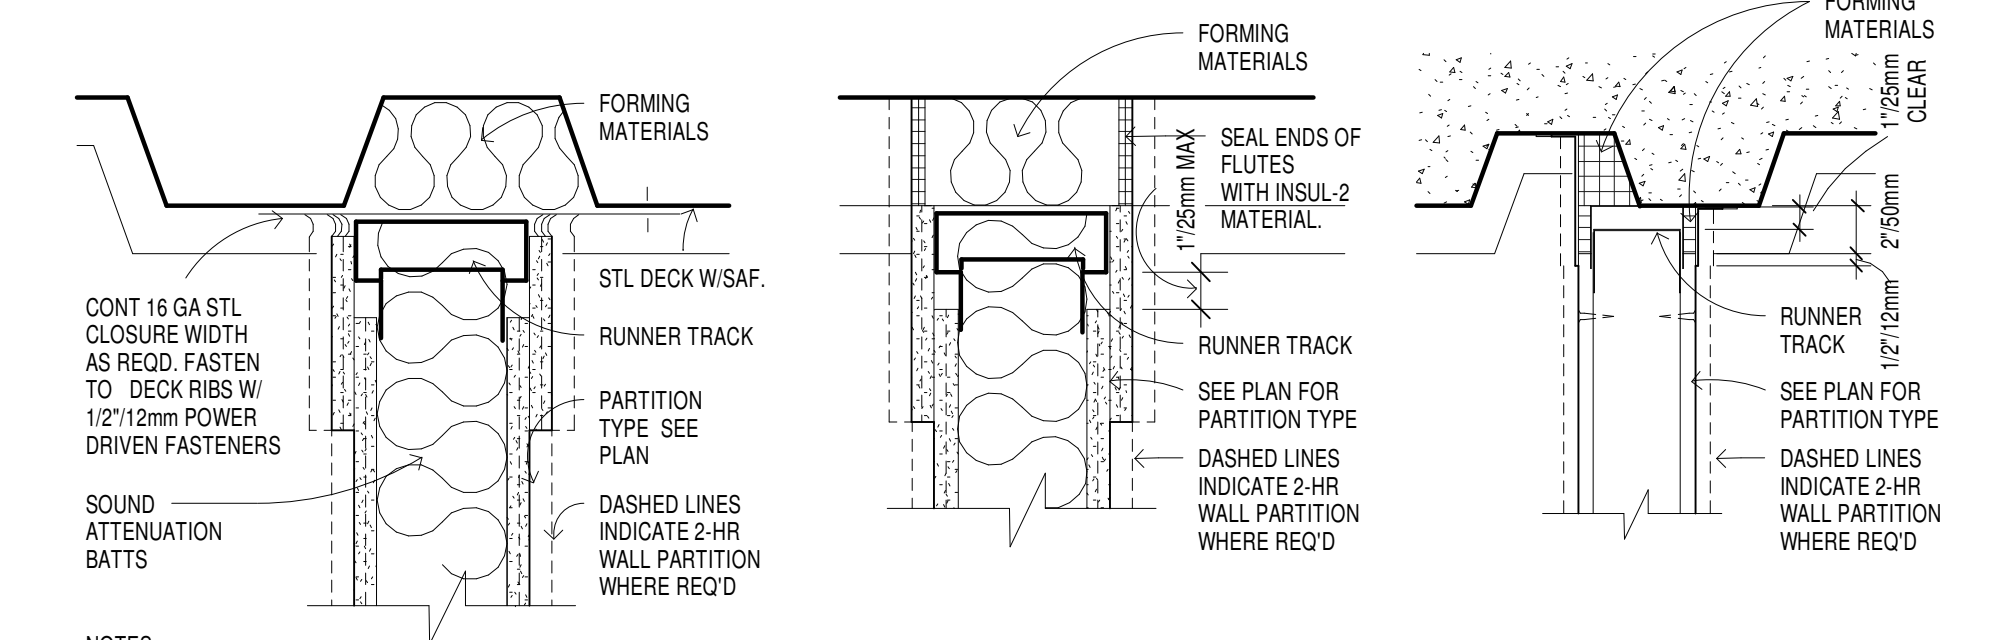 FORMING
MATERIALS
STL DECK W/SAF.
CONT 16 GA STL
CLOSURE WIDTH
AS REQD. FASTEN
TO DECK RIBS W/
1/2"/12mm POWER
DRIVEN FASTENERS
RUNNER TRACK
PARTITION
TYPE SEE
PLAN
SOUND
ATTENUATION
BATTS
DASHED LINES
INDICATE 2-HR
WALL PARTITION
WHERE REQ'D
NOTES
FORMING
MATERIALS
SEAL ENDS OF
FLUTES
WITH INSUL-2
MATERIAL.
1"/25mm MAX
RUNNER TRACK
SEE PLAN FOR
PARTITION TYPE
DASHED LINES
INDICATE 2-HR
WALL PARTITION
WHERE REQ'D
FORMING
MATERIALS
1"/25mm
CLEAR
2"/50mm
1/2"/12mm
RUNNER
TRACK
SEE PLAN FOR
PARTITION TYPE
DASHED LINES
INDICATE 2-HR
WALL PARTITION
WHERE REQ'D